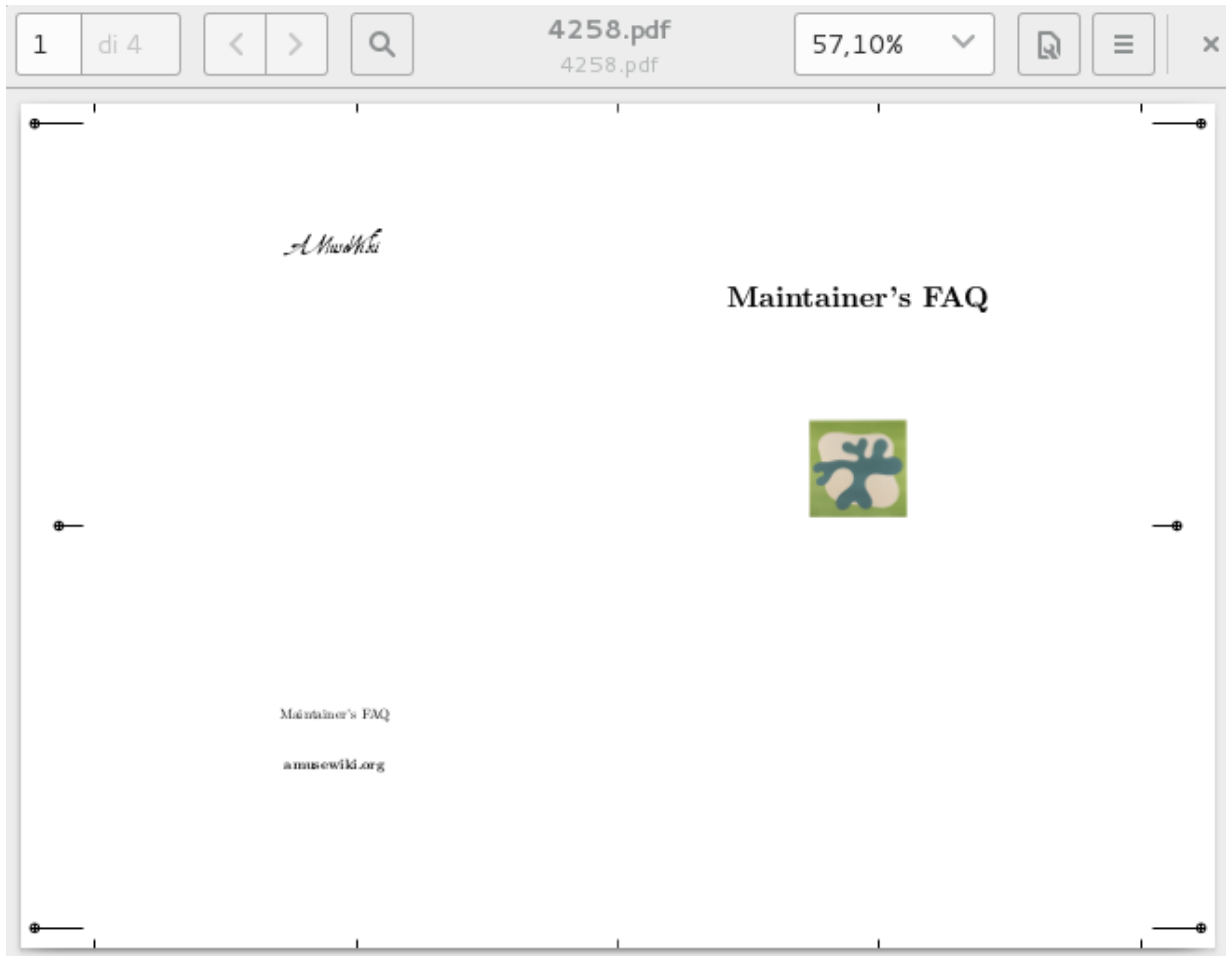 1 di 4
4258.pdf
4258.pdf
57,10%
AMuseWiki
Maintainer's FAQ
Maintainer's FAQ
amusewiki.org